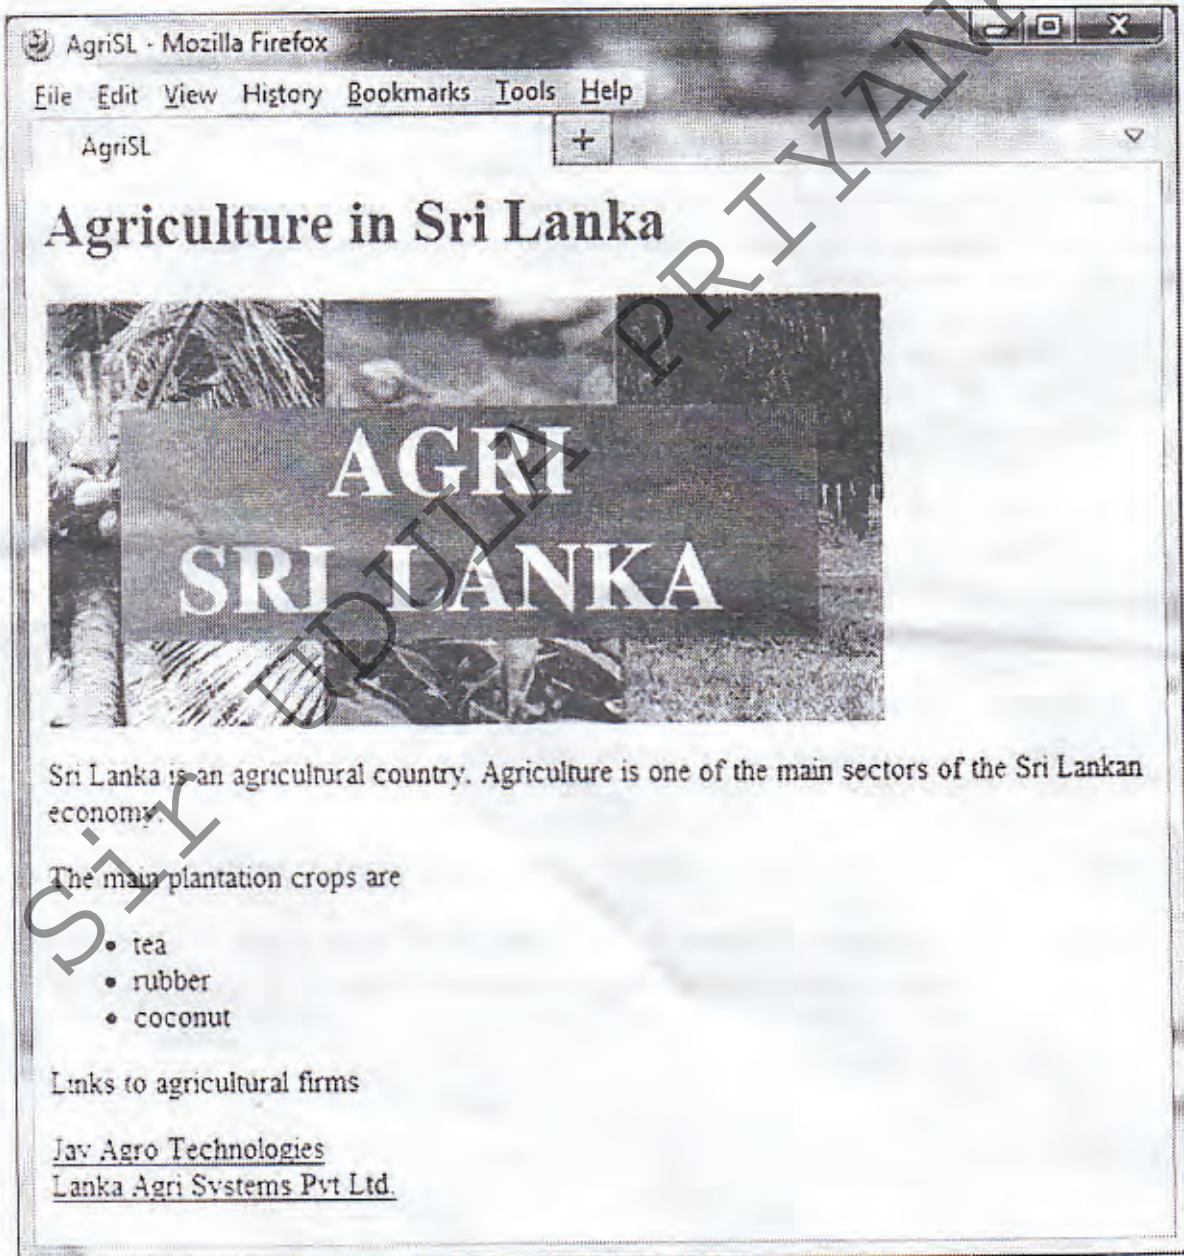 AgriSL - Mozilla Firefox
File Edit View History Bookmarks Tools Help
AgriSL
Agriculture in Sri Lanka
AGRI
SRI LANKA
Sri Lanka is an agricultural country. Agriculture is one of the main sectors of the Sri Lankan
economy.
The main plantation crops are
• tea
• rubber
• coconut
Links to agricultural firms
Jay Agro Technologies
Lanka Agri Systems Pvt Ltd.
Sir UDULA PRIYAN